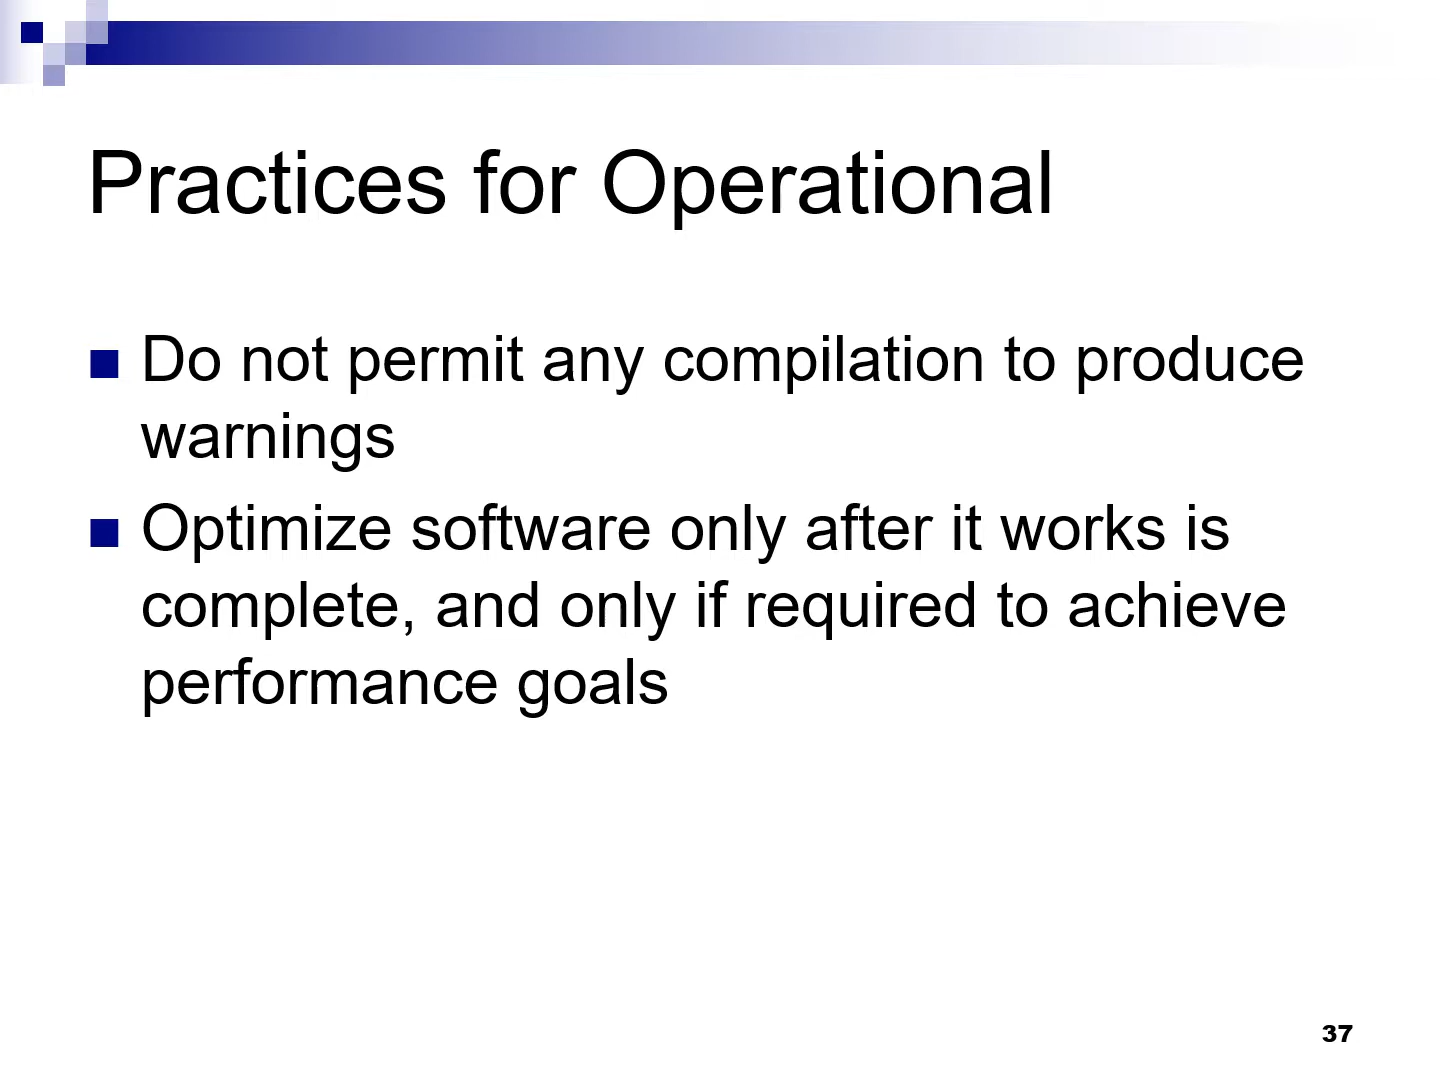 Practices for Operational
Do not permit any compilation to produce
warnings
Optimize software only after it works is
complete, and only if required to achieve
performance goals
37